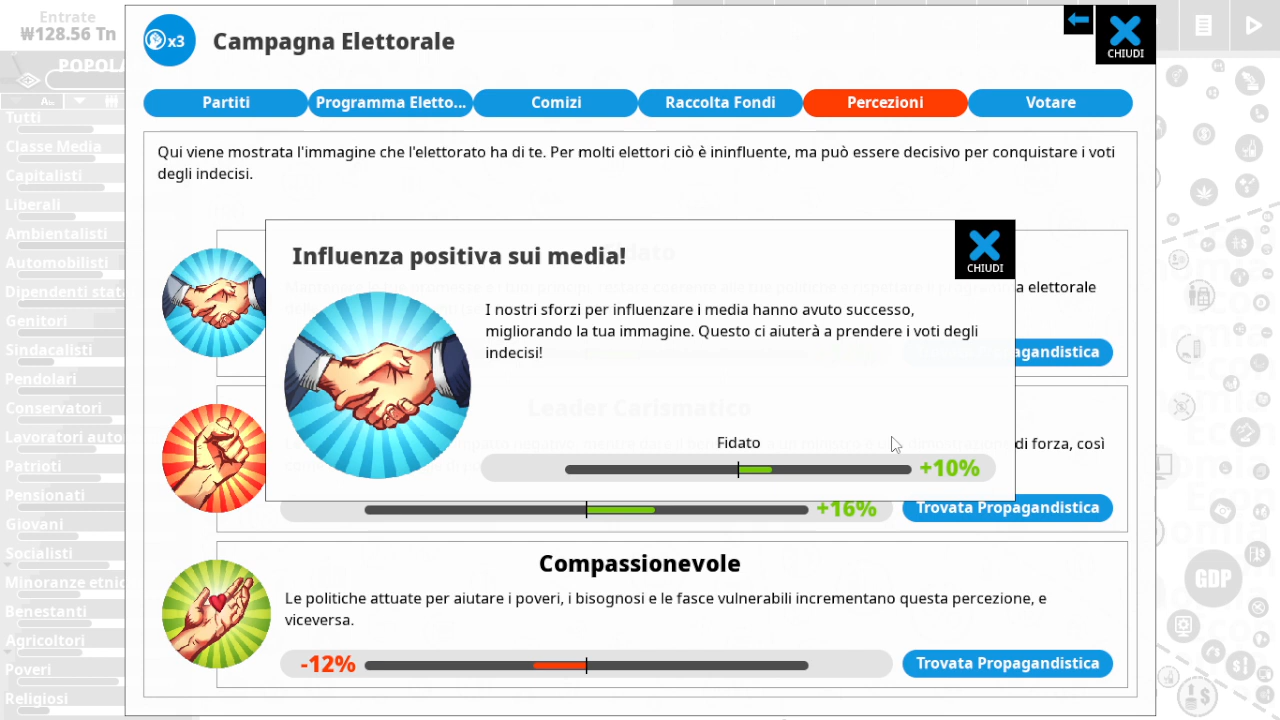 Entrate
₩128.56 Tn
x3
Campagna Elettorale
CHIUDI
Partiti
Programma Eletto...
Comizi
Raccolta Fondi
Percezioni
Votare
Qui viene mostrata l'immagine che l'elettorato ha di te. Per molti elettori ciò è ininfluente, ma può essere decisivo per conquistare i voti
degli indecisi.
Influenza positiva sui media!
CHIUDI
I nostri sforzi per influenzare i media hanno avuto successo,
migliorando la tua immagine. Questo ci aiuterà a prendere i voti degli
indecisi!
Fidato
+10%
a elettorale
agandistica
Leader Carismatico
di forza, così
+16%
Trovata Propagandistica
Compassionevole
Le politiche attuate per aiutare i poveri, i bisognosi e le fasce vulnerabili incrementano questa percezione, e
viceversa.
-12%
Trovata Propagandistica
POPOLA
Tutti
Classe Media
Capitalisti
Liberali
Ambientalisti
Automobilisti
Dipendenti stata
Genitori
Sindacalisti
Pendolari
Conservatori
Lavoratori auto
Patrioti
Pensionati
Giovani
Socialisti
Minoranze etnic
Benestanti
Agricoltori
Poveri
Religiosi
GDP